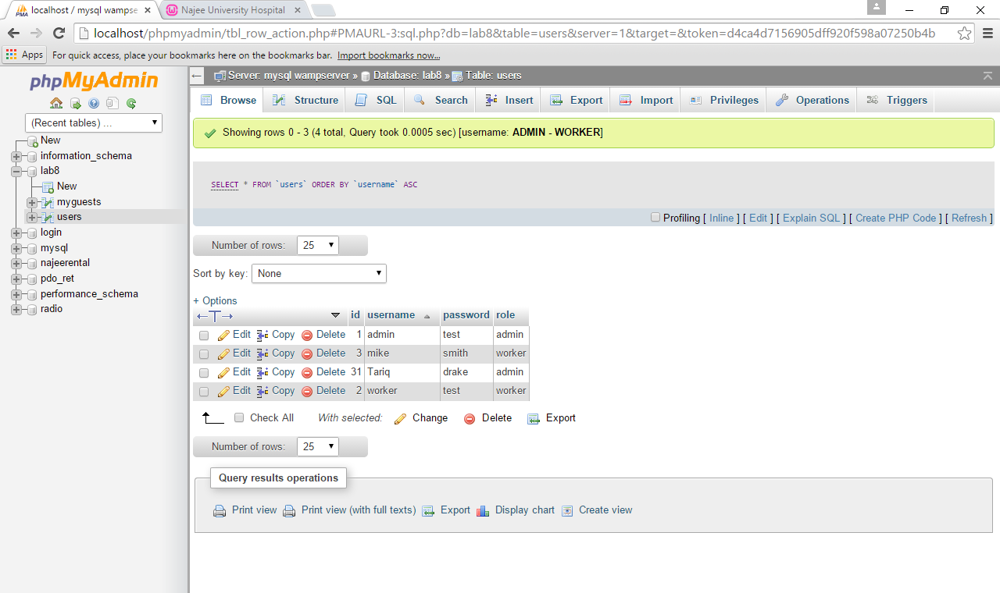 localhost / mysql wampse
Najee University Hospital
localhost/phpmyadmin/tbl_row_action.php#PMAURL-3:sql.php?db=lab8&table=users&server=1&target=&token=d4ca4d7156905dff920f598a07250b4b
Apps For quick access, place your bookmarks here on the bookmarks bar. Import bookmarks now...
phpMyAdmin
(Recent tables) ...
New
information_schema
lab8
New
myguests
users
login
mysql
najeerental
pdo_ret
performance_schema
radio
Server: mysql wampserver » Database: lab8 » Table: users
Browse Structure SQL Search Insert Export Import Privileges Operations Triggers
Showing rows 0 - 3 (4 total, Query took 0.0005 sec) [username: ADMIN - WORKER]
SELECT * FROM `users` ORDER BY `username` ASC
Profiling [ Inline ] [ Edit ] [ Explain SQL ] [ Create PHP Code ] [ Refresh ]
Number of rows: 25
Sort by key: None
+ Options
id username password role
Edit Copy Delete 1 admin test admin
Edit Copy Delete 3 mike smith worker
Edit Copy Delete 31 Tariq drake admin
Edit Copy Delete 2 worker test worker
Check All With selected: Change Delete Export
Number of rows: 25
Query results operations
Print view Print view (with full texts) Export Display chart Create view